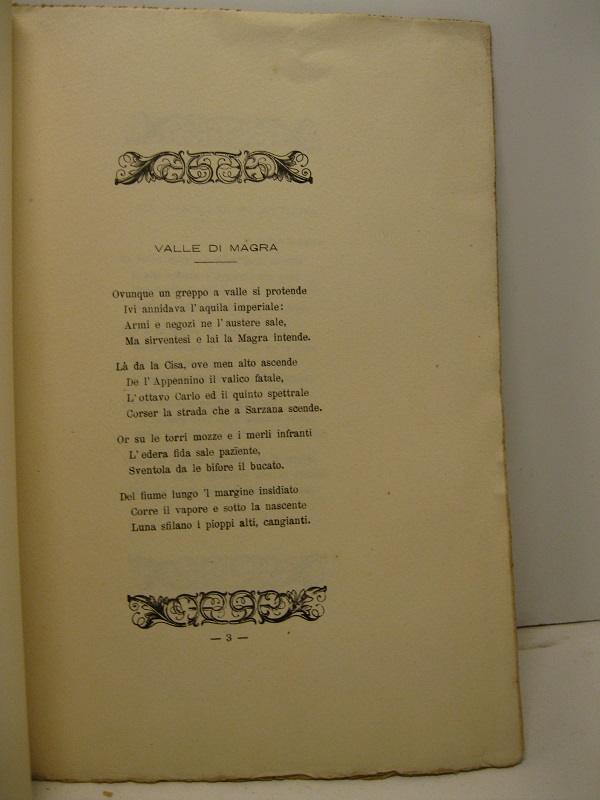 VALLE DI MAGRA
Ovunque un greppo a valle si protende
Ivi annidava l' aquila imperiale:
Armi e negozi ne l' austere sale,
Ma sirventesi e lai la Magra intende.
Là da la Cisa, ove men alto ascende
De l' Appennino il valico fatale,
L' ottavo Carlo ed il quinto spettrale
Corser la strada che a Sarzana scende.
Or su le torri mozze e i merli infranti
L' edera fida sale paziente,
Sventola da le bifore il bucato.
Del fiume lungo 'l margine insidiato
Corre il vapore e sotto la nascente
Luna sfilano i pioppi alti, cangianti.
— 3 —